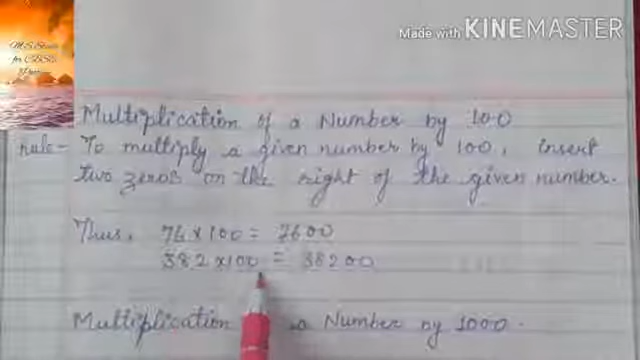 Made with KINEMASTER
Multiplication of a Number by 100
rule- To multiply a given number by 100, insert
two zeros on the right of the given number.
Thus, 76 x 100 = 7600
382 x 100 = 38200
Multiplication a Number by 1000.